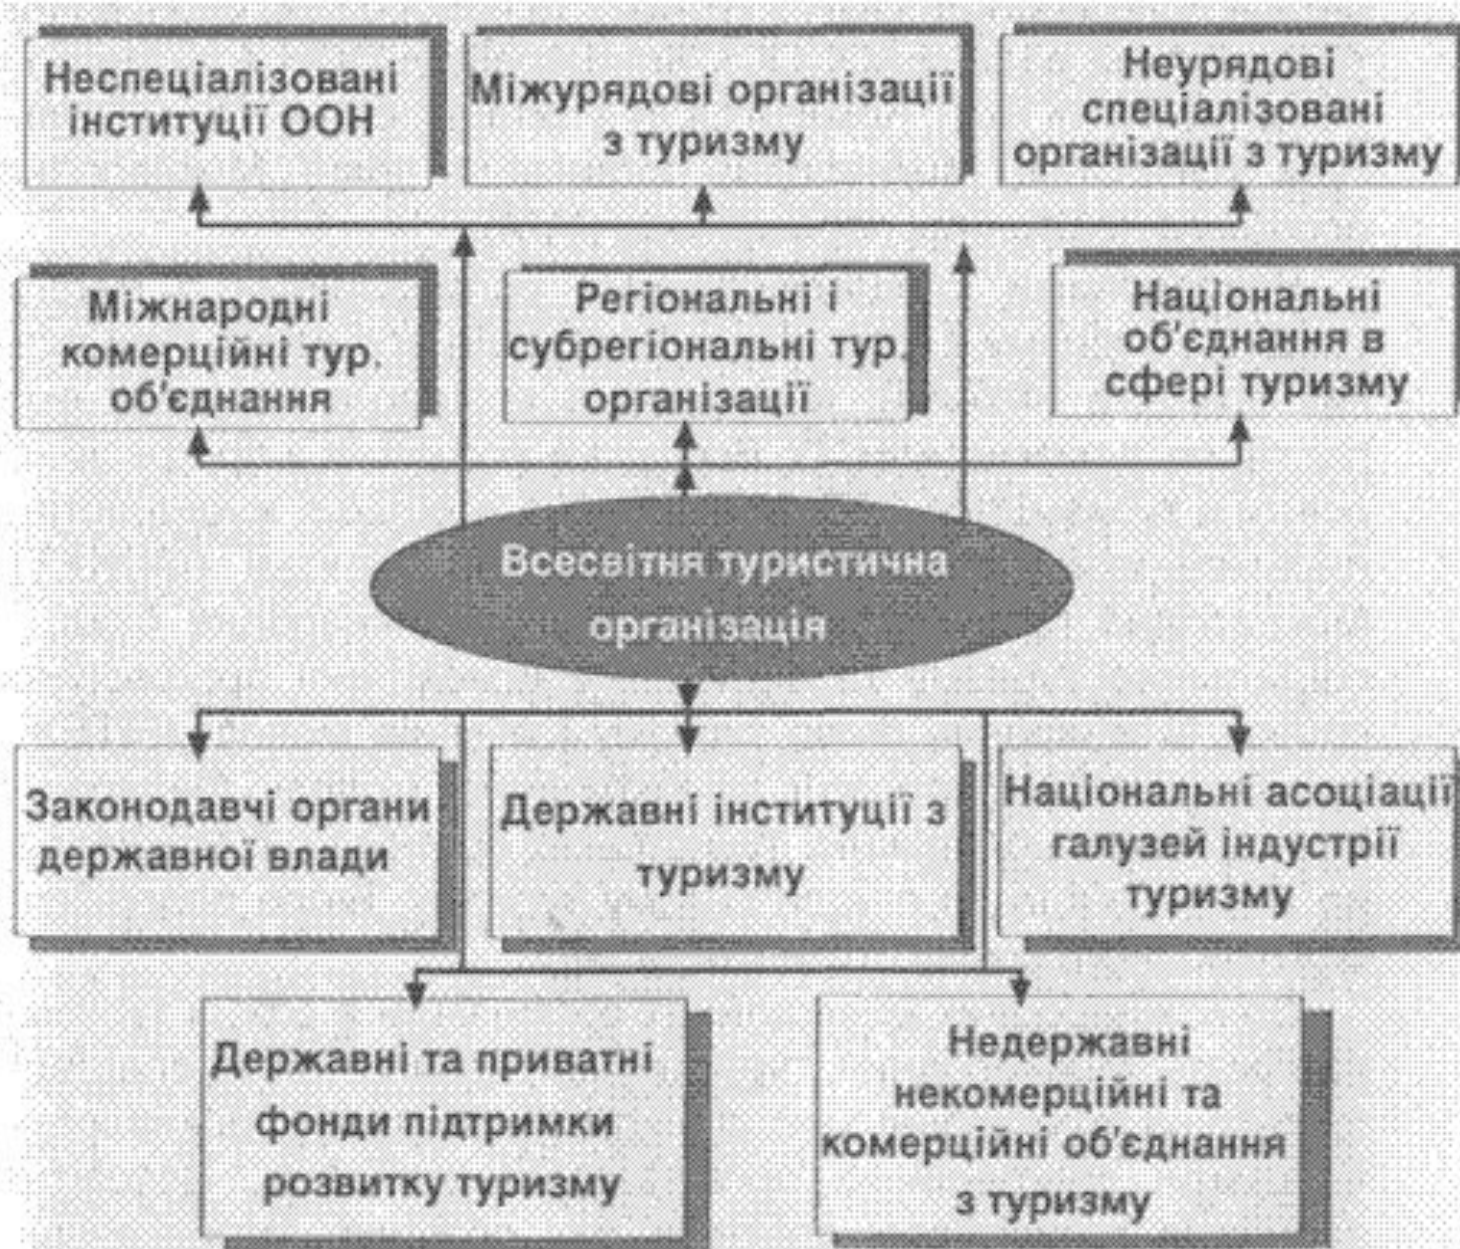 Неспеціалізовані
інституції ООН
Міжурядові організації
з туризму
Неурядові
спеціалізовані
організації з туризму
Міжнародні
комерційні тур.
об'єднання
Регіональні і
субрегіональні тур.
організації
Національні
об'єднання в
сфері туризму
Всесвітня туристична
організація
Законодавчі органи
державної влади
Державні інституції з
туризму
Національні асоціації
галузей індустрії
туризму
Державні та приватні
фонди підтримки
розвитку туризму
Недержавні
некомерційні та
комерційні об'єднання
з туризму